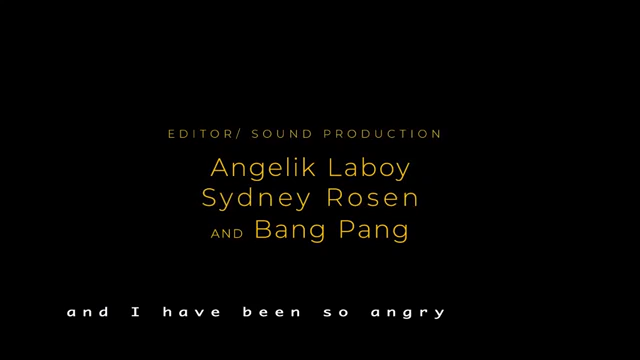 EDITOR/ SOUND PRODUCTION
Angelik Laboy
Sydney Rosen
AND Bang Pang
and I have been so angry